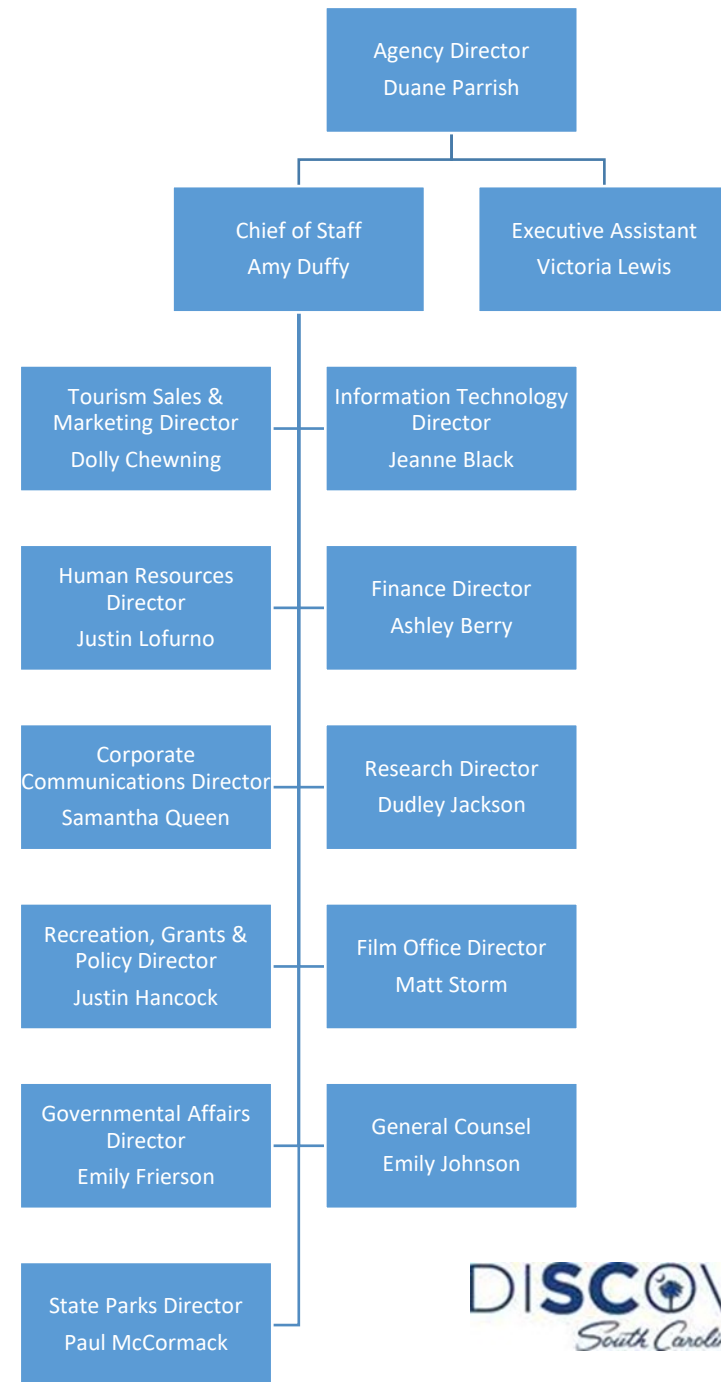 Agency Director
Duane Parrish
Chief of Staff
Amy Duffy
Executive Assistant
Victoria Lewis
Tourism Sales &
Marketing Director
Dolly Chewning
Information Technology
Director
Jeanne Black
Human Resources
Director
Justin Lofurno
Finance Director
Ashley Berry
Corporate
Communications Director
Samantha Queen
Research Director
Dudley Jackson
Recreation, Grants &
Policy Director
Justin Hancock
Film Office Director
Matt Storm
Governmental Affairs
Director
Emily Frierson
General Counsel
Emily Johnson
State Parks Director
Paul McCormack
South